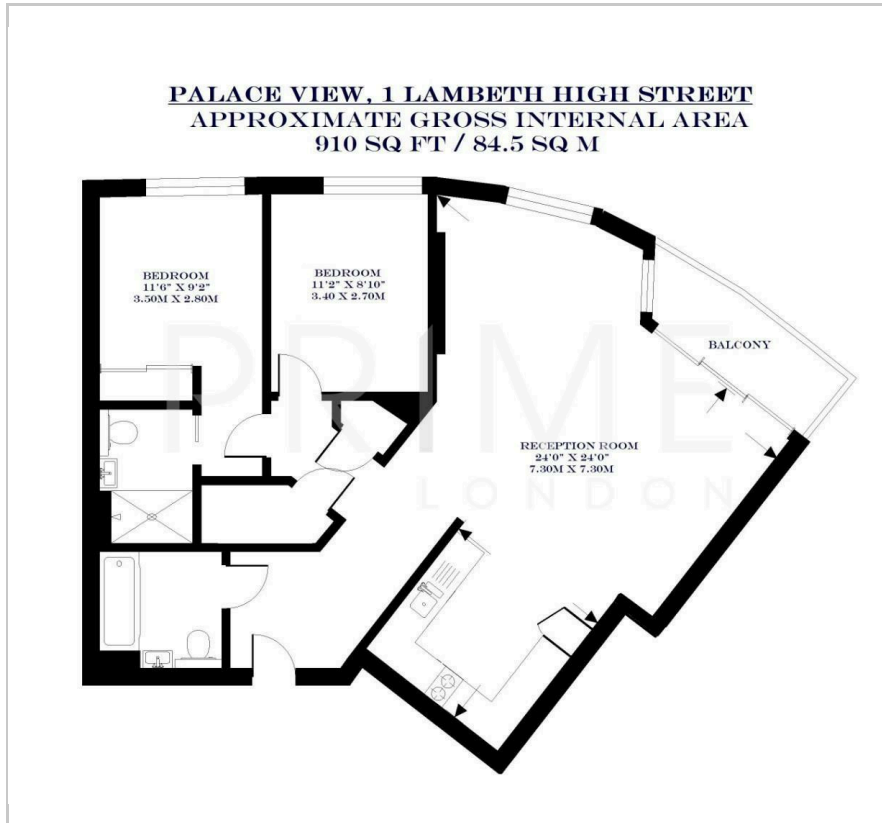 PALACE VIEW, 1 LAMBETH HIGH STREET
APPROXIMATE GROSS INTERNAL AREA
910 SQ FT / 84.5 SQ M
BEDROOM
11'6" X 9'2"
3.50M X 2.80M
BEDROOM
11'2" X 8'10"
3.40 X 2.70M
BALCONY
RECEPTION ROOM
24'0" X 24'0"
7.30M X 7.30M
PRIME
LONDON